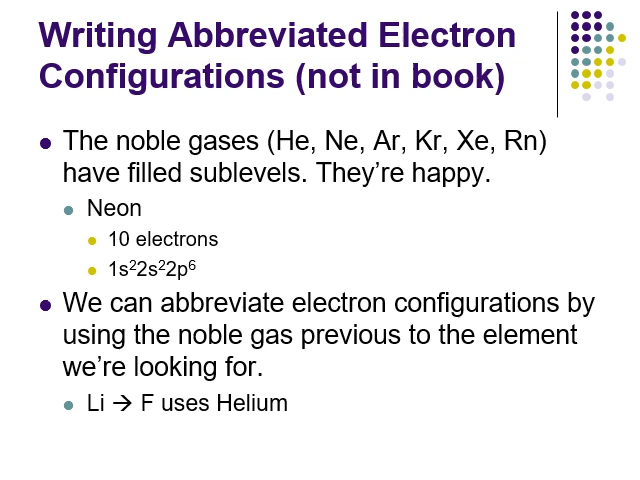 Writing Abbreviated Electron
Configurations (not in book)
● The noble gases (He, Ne, Ar, Kr, Xe, Rn)
have filled sublevels. They’re happy.
● Neon
● 10 electrons
● 1s²2s²2p⁶
● We can abbreviate electron configurations by
using the noble gas previous to the element
we’re looking for.
● Li → F uses Helium